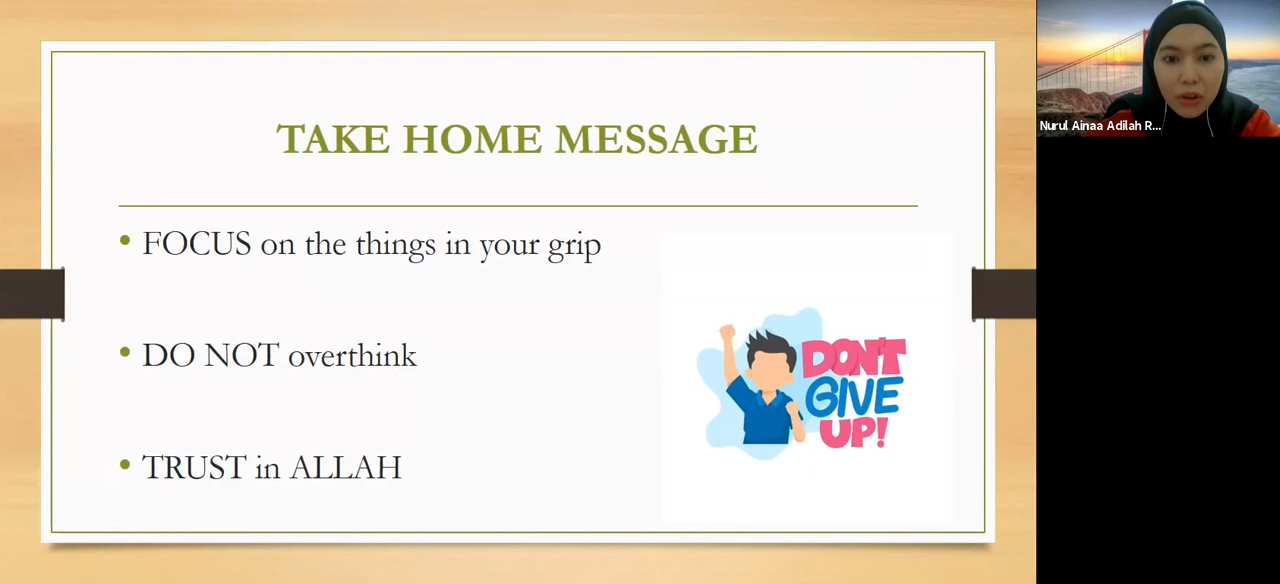 TAKE HOME MESSAGE
• FOCUS on the things in your grip
• DO NOT overthink
• TRUST in ALLAH
DON'T
GIVE
UP!
Nurul Ainaa Adilah R...